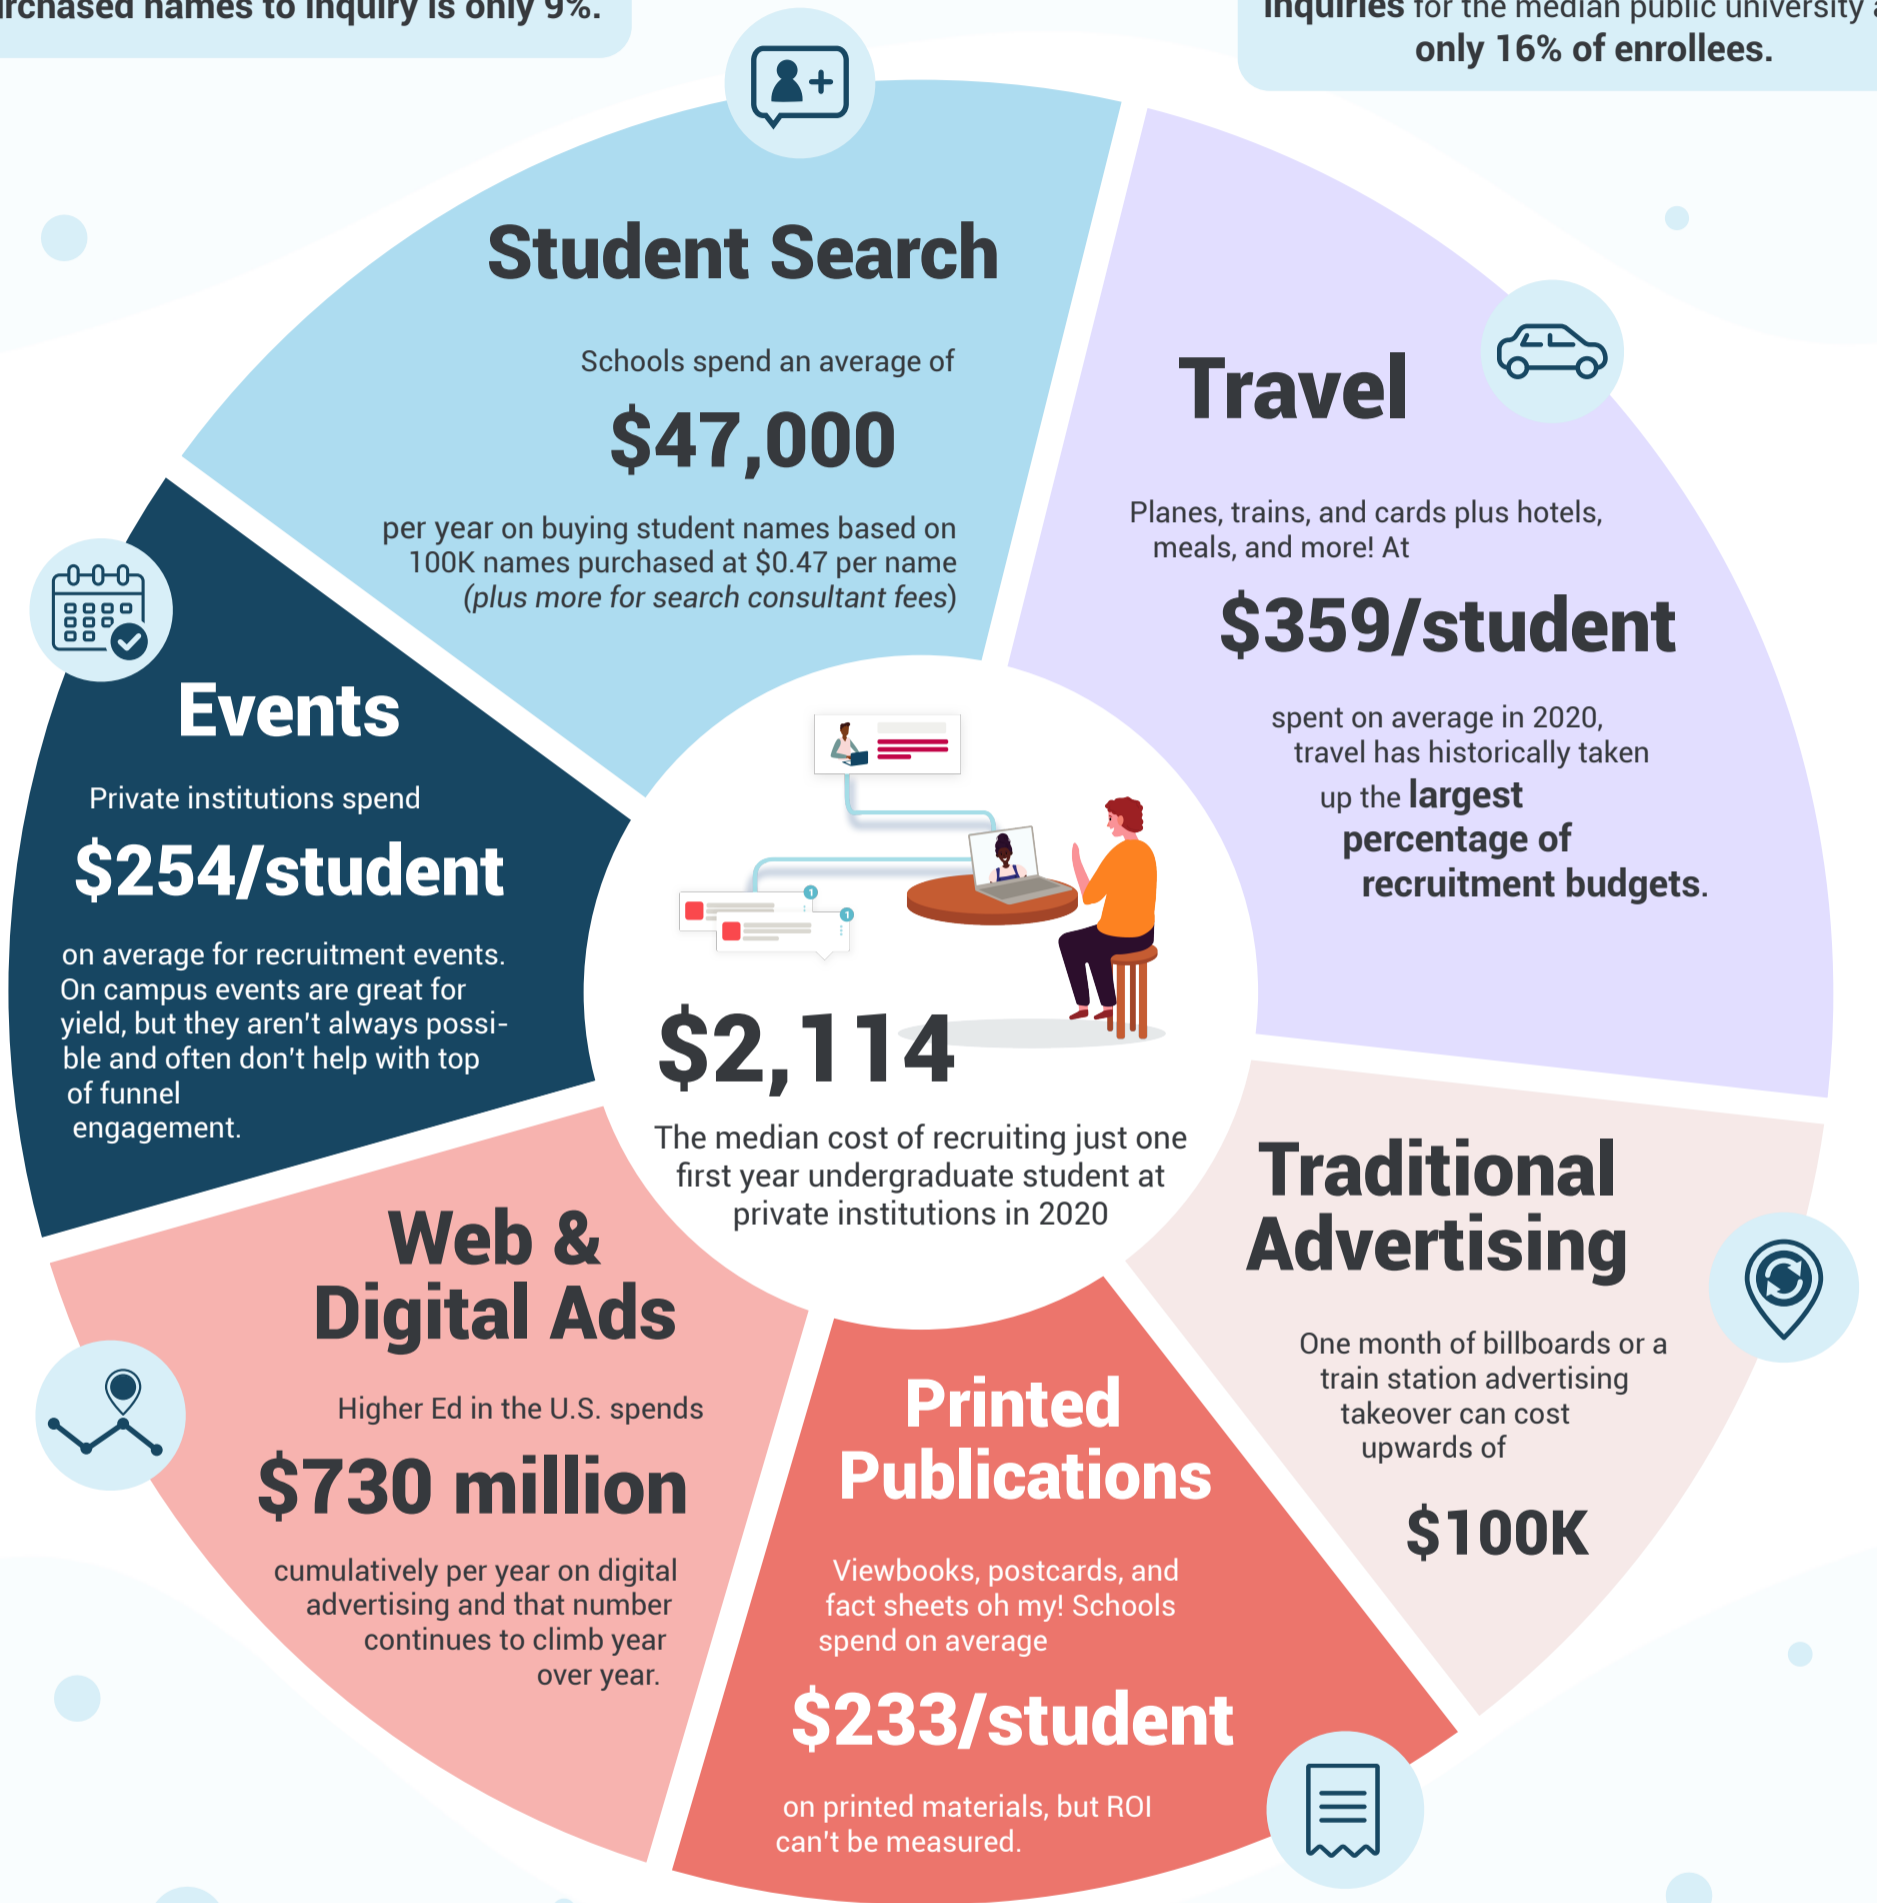 names to inquiry is only 9%.
inquiries for the median public university
only 16% of enrollees.
Student Search
Schools spend an average of
$47,000
per year on buying student names based on
100K names purchased at $0.47 per name
(plus more for search consultant fees)
Travel
Planes, trains, and cards plus hotels,
meals, and more! At
$359/student
spent on average in 2020,
travel has historically taken
up the largest
percentage of
recruitment budgets.
Events
Private institutions spend
$254/student
on average for recruitment events.
On campus events are great for
yield, but they aren't always possi-
ble and often don't help with top
of funnel
engagement.
1
1
$2,114
The median cost of recruiting just one
first year undergraduate student at
private institutions in 2020
Traditional
Advertising
One month of billboards or a
train station advertising
takeover can cost
upwards of
$100K
Web &
Digital Ads
Higher Ed in the U.S. spends
$730 million
cumulatively per year on digital
advertising and that number
continues to climb year
over year.
Printed
Publications
Viewbooks, postcards, and
fact sheets oh my! Schools
spend on average
$233/student
on printed materials, but ROI
can't be measured.